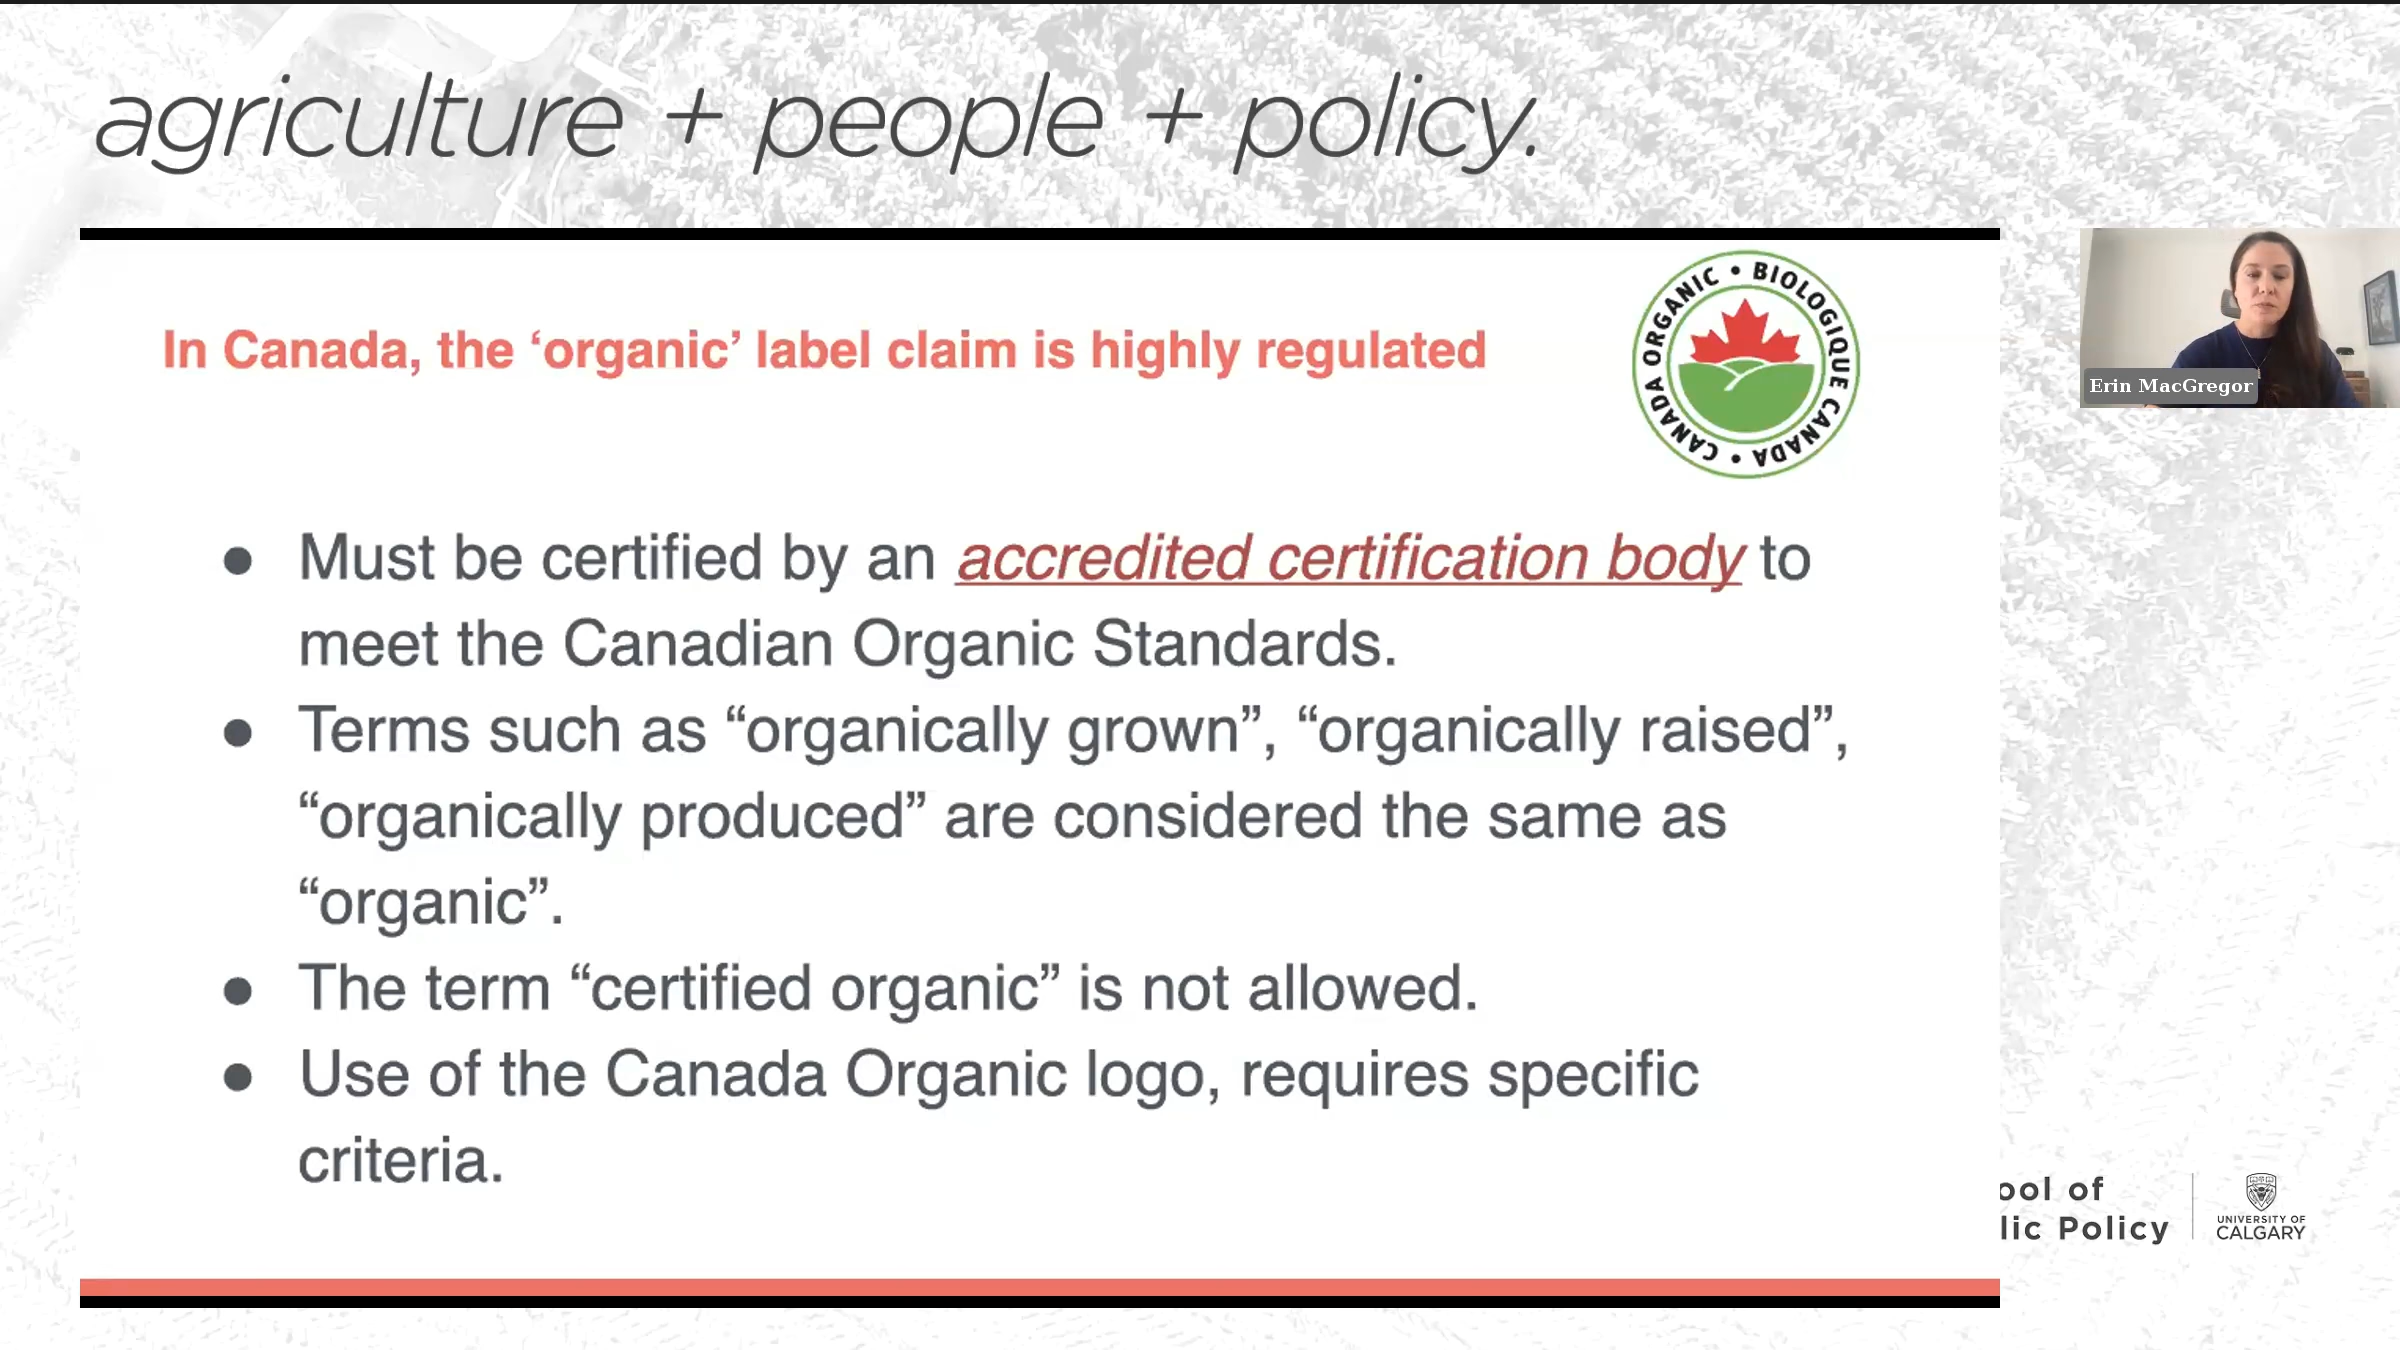 agriculture + people + policy.
In Canada, the ‘organic’ label claim is highly regulated
CANADA ORGANIC • BIOLOGIQUE CANADA •
Erin MacGregor
● Must be certified by an accredited certification body to
meet the Canadian Organic Standards.
● Terms such as “organically grown”, “organically raised”,
“organically produced” are considered the same as
“organic”.
● The term “certified organic” is not allowed.
● Use of the Canada Organic logo, requires specific
criteria.
ool of
lic Policy
UNIVERSITY OF
CALGARY